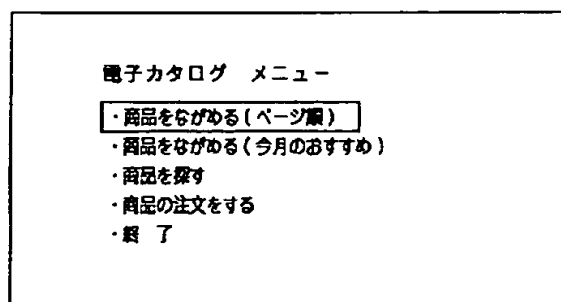 電子カタログ メニュー
・商品をながめる(ページ順)
・商品をながめる(今月のおすすめ)
・商品を探す
・商品の注文をする
・終 了